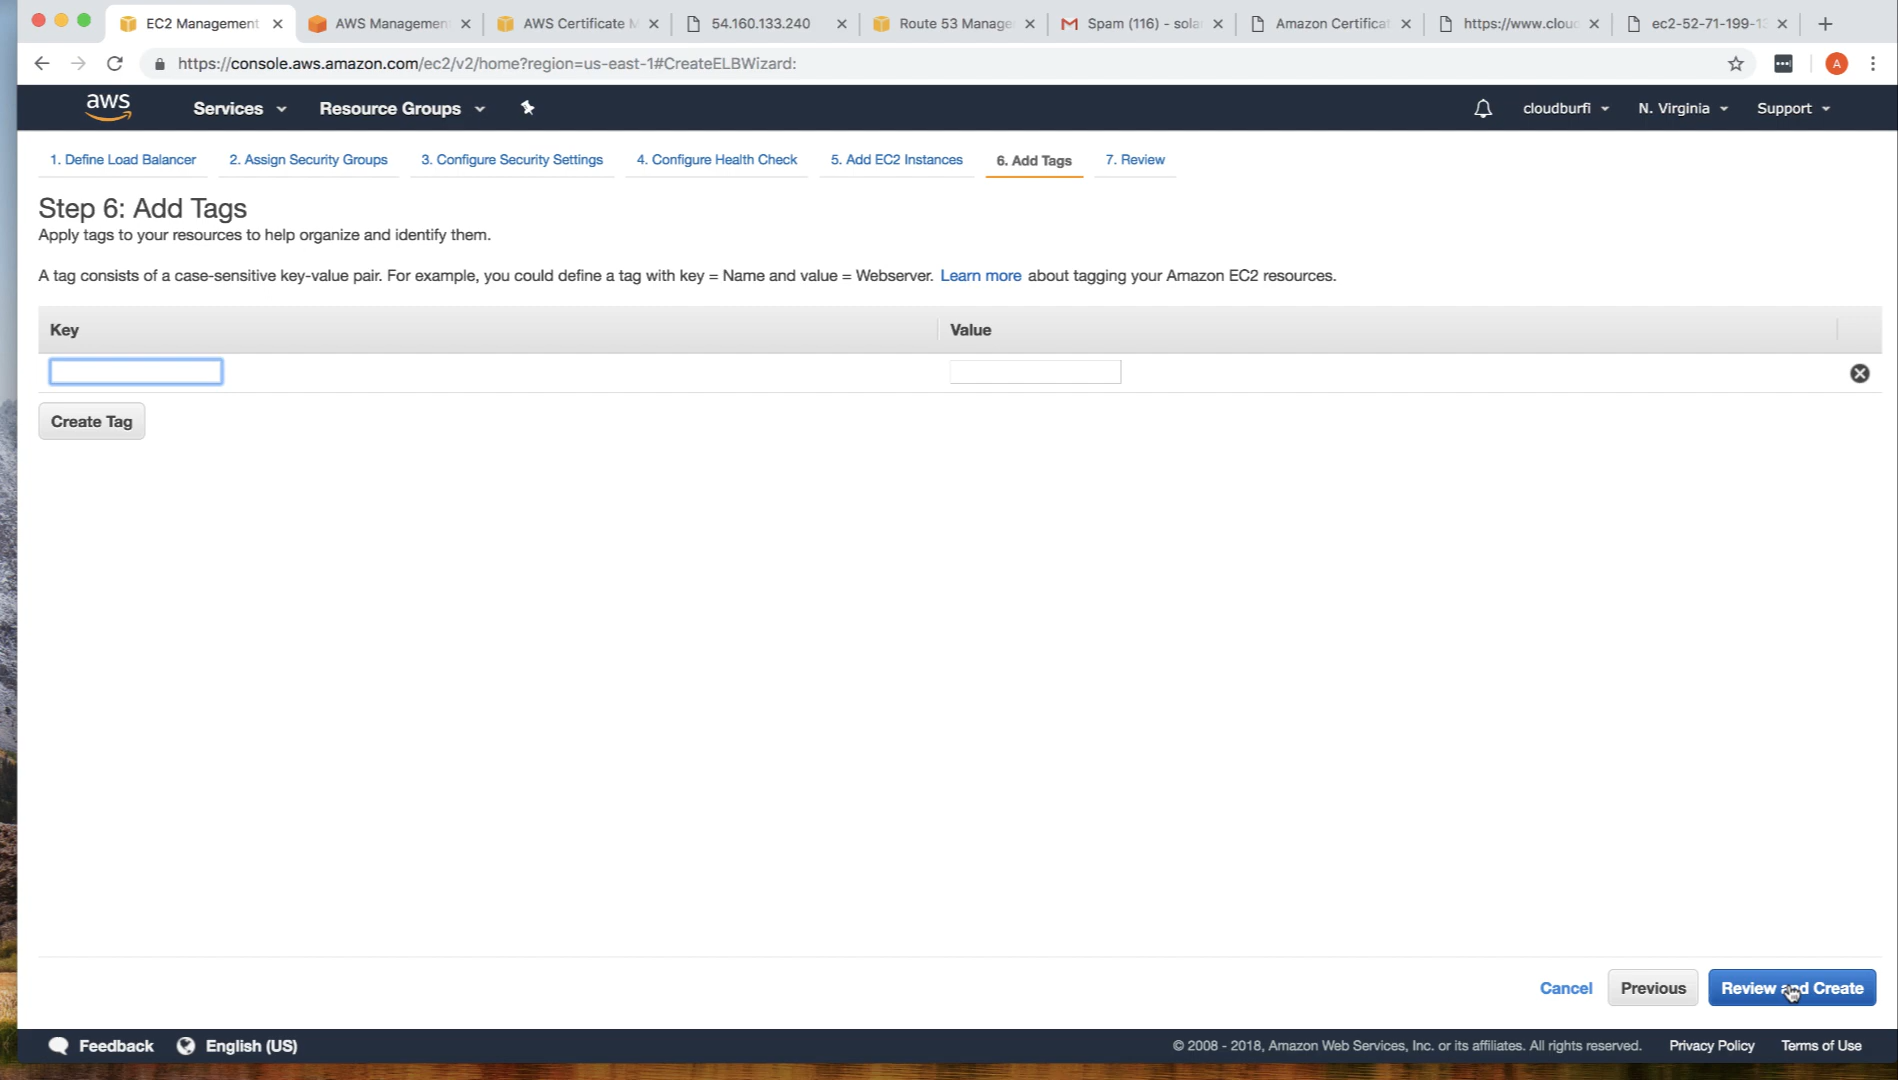 EC2 Management
AWS Managemen
AWS Certificate M
54.160.133.240
Route 53 Manage
Spam (116) - sola
Amazon Certificat
https://www.clou
ec2-52-71-199-1
https://console.aws.amazon.com/ec2/v2/home?region=us-east-1#CreateELBWizard:
A
aws
Services
Resource Groups
cloudburfi
N. Virginia
Support
1. Define Load Balancer
2. Assign Security Groups
3. Configure Security Settings
4. Configure Health Check
5. Add EC2 Instances
6. Add Tags
7. Review
Step 6: Add Tags
Apply tags to your resources to help organize and identify them.
A tag consists of a case-sensitive key-value pair. For example, you could define a tag with key = Name and value = Webserver. Learn more about tagging your Amazon EC2 resources.
Key
Value
Create Tag
Cancel
Previous
Review and Create
Feedback
English (US)
© 2008 - 2018, Amazon Web Services, Inc. or its affiliates. All rights reserved.
Privacy Policy
Terms of Use